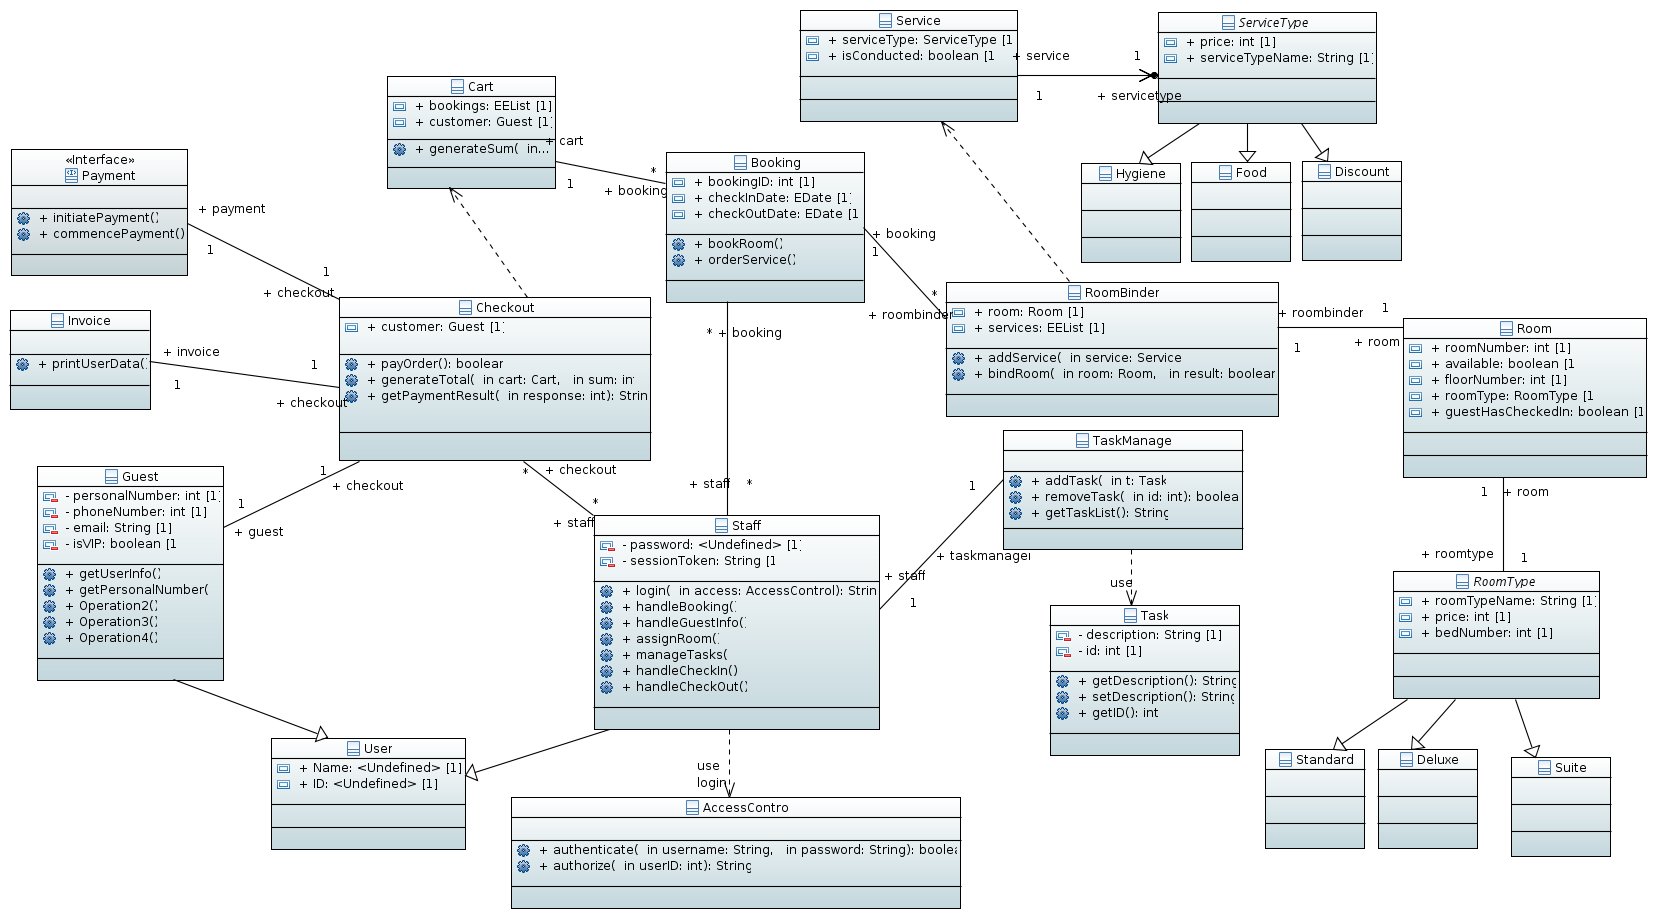 Service
+ serviceType: ServiceType [1
+ isConducted: boolean [1
+ service
1
1
+ servicetype
ServiceType
+ price: int [1]
+ serviceTypeName: String [1]
Hygiene
Food
Discount
Cart
+ bookings: EEList [1]
+ customer: Guest [1]
+ generateSum( in...
+ cart
1
*
+ booking
«Interface»
Payment
+ initiatePayment()
+ commencePayment()
+ payment
1
1
+ checkout
Booking
+ bookingID: int [1]
+ checkInDate: EDate [1]
+ checkOutDate: EDate [1
+ bookRoom()
+ orderService()
+ booking
1
*
+ roombinder
RoomBinder
+ room: Room [1]
+ services: EEList [1]
+ addService( in service: Service
+ bindRoom( in room: Room, in result: boolear
+ roombinder
1
1
+ room
Room
+ roomNumber: int [1]
+ available: boolean [1
+ floorNumber: int [1]
+ roomType: RoomType [1
+ guestHasCheckedIn: boolean [1
Invoice
+ printUserData(
+ invoice
1
1
+ checkout
Checkout
+ customer: Guest [1]
+ payOrder(): boolear
+ generateTotal( in cart: Cart, in sum: in
+ getPaymentResult( in response: int): Strin
* + booking
+ staff *
Guest
- personalNumber: int [1]
- phoneNumber: int [1]
- email: String [1]
- isVIP: boolean [1
+ getUserInfo()
+ getPersonalNumber(
+ Operation2()
+ Operation3()
+ Operation4()
1
+ checkout
1
+ guest
* + checkout
*
+ staff
Staff
- password: <Undefined> [1]
- sessionToken: String [1
+ login( in access: AccessControl): Strin
+ handleBooking()
+ handleGuestInfo()
+ assignRoom()
+ manageTasks(
+ handleCheckIn()
+ handleCheckOut()
TaskManage
+ addTask( in t: Task
+ removeTask( in id: int): boolea
+ getTaskList(): String
1
+ taskmanager
+ staff
1
use
Task
- description: String [1]
- id: int [1]
+ getDescription(): String
+ setDescription(): String
+ getID(): int
1 + room
+ roomtype 1
RoomType
+ roomTypeName: String [1]
+ price: int [1]
+ bedNumber: int [1]
Standard
Deluxe
Suite
User
+ Name: <Undefined> [1]
+ ID: <Undefined> [1]
use
login
AccessContro
+ authenticate( in username: String, in password: String): boolea
+ authorize( in userID: int): String